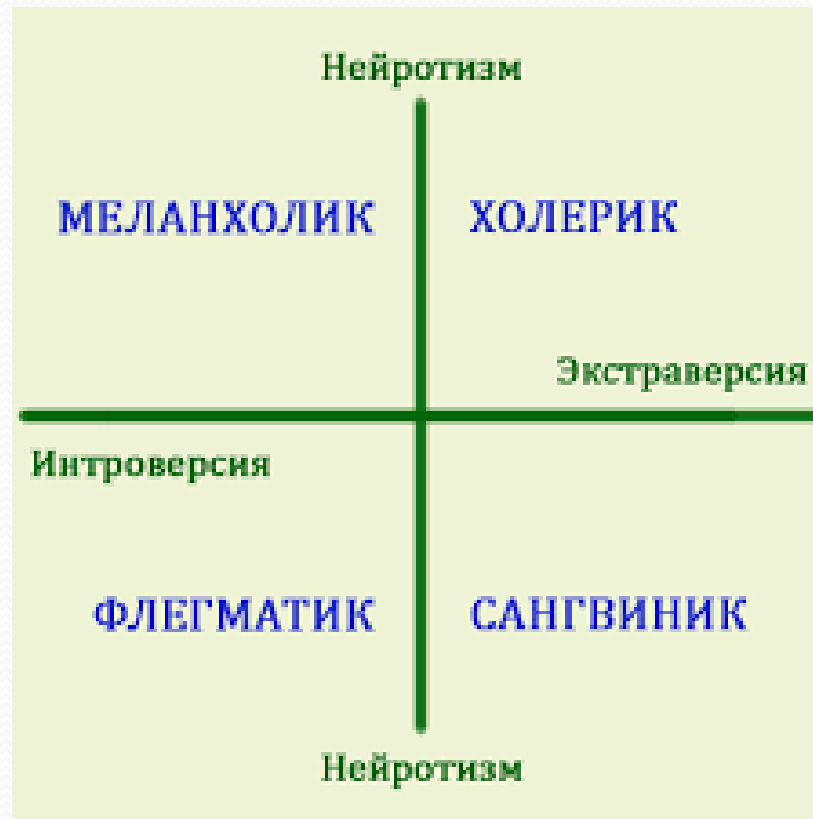 Нейротизм
МЕЛАНХОЛИК ХОЛЕРИК
Экстраверсия
Интроверсия
ФЛЕГМАТИК САНГВИНИК
Нейротизм